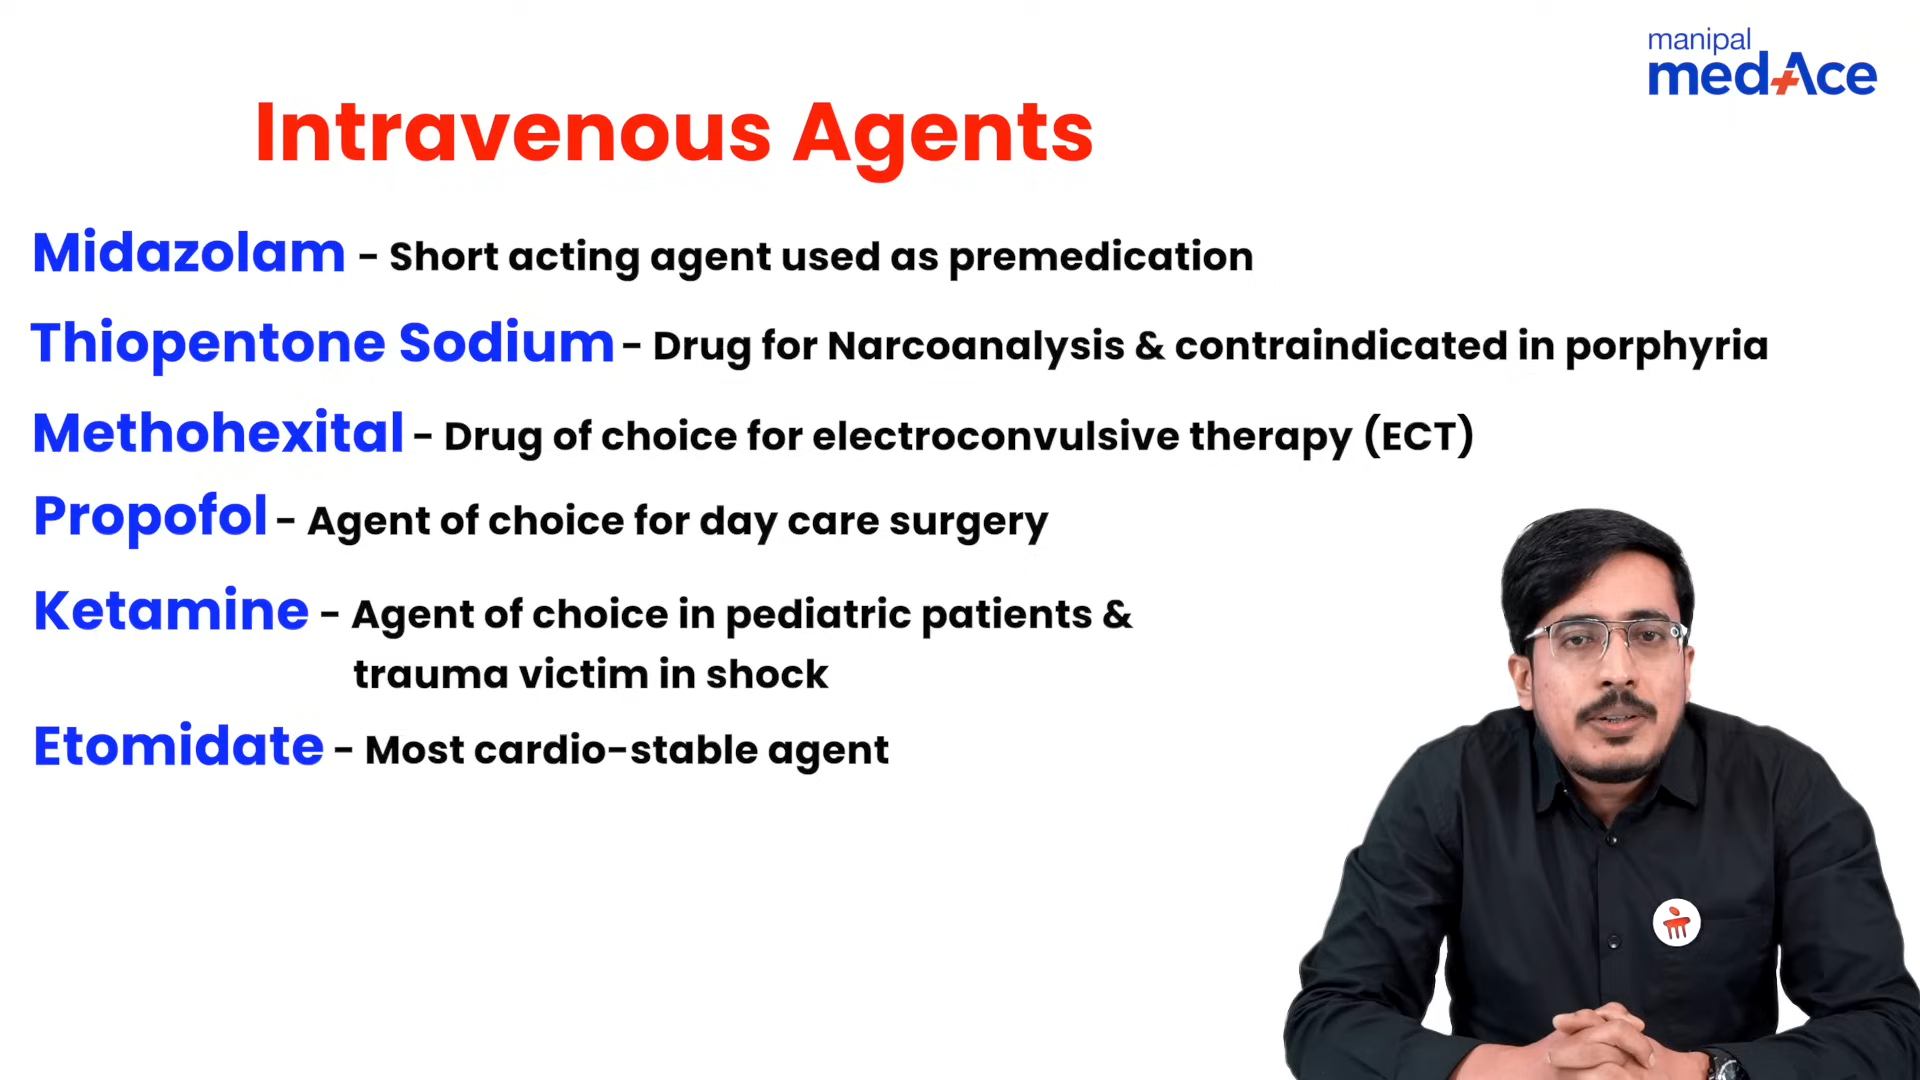 manipal
medAce
Intravenous Agents
Midazolam - Short acting agent used as premedication
Thiopentone Sodium - Drug for Narcoanalysis & contraindicated in porphyria
Methohexital - Drug of choice for electroconvulsive therapy (ECT)
Propofol - Agent of choice for day care surgery
Ketamine - Agent of choice in pediatric patients &
trauma victim in shock
Etomidate - Most cardio-stable agent